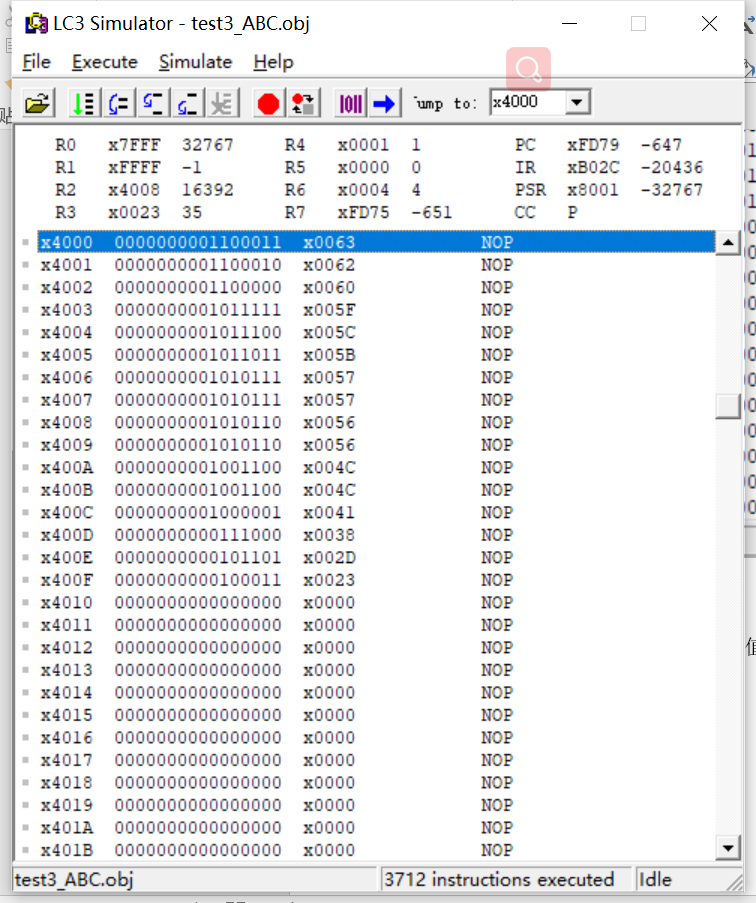 LC3 Simulator - test3_ABC.obj
File Execute Simulate Help
Jump to: x4000
R0 x7FFF 32767 R4 x0001 1 PC xFD79 -647
R1 xFFFF -1 R5 x0000 0 IR xB02C -20436
R2 x4008 16392 R6 x0004 4 PSR x8001 -32767
R3 x0023 35 R7 xFD75 -651 CC P
x4000 0000000001100011 x0063 NOP
x4001 0000000001100010 x0062 NOP
x4002 0000000001100000 x0060 NOP
x4003 0000000001011111 x005F NOP
x4004 0000000001011100 x005C NOP
x4005 0000000001011011 x005B NOP
x4006 0000000001010111 x0057 NOP
x4007 0000000001010111 x0057 NOP
x4008 0000000001010110 x0056 NOP
x4009 0000000001010110 x0056 NOP
x400A 0000000001001100 x004C NOP
x400B 0000000001001100 x004C NOP
x400C 0000000001000001 x0041 NOP
x400D 0000000000111000 x0038 NOP
x400E 0000000000101101 x002D NOP
x400F 0000000000100011 x0023 NOP
x4010 0000000000000000 x0000 NOP
x4011 0000000000000000 x0000 NOP
x4012 0000000000000000 x0000 NOP
x4013 0000000000000000 x0000 NOP
x4014 0000000000000000 x0000 NOP
x4015 0000000000000000 x0000 NOP
x4016 0000000000000000 x0000 NOP
x4017 0000000000000000 x0000 NOP
x4018 0000000000000000 x0000 NOP
x4019 0000000000000000 x0000 NOP
x401A 0000000000000000 x0000 NOP
x401B 0000000000000000 x0000 NOP
test3_ABC.obj 3712 instructions executed Idle